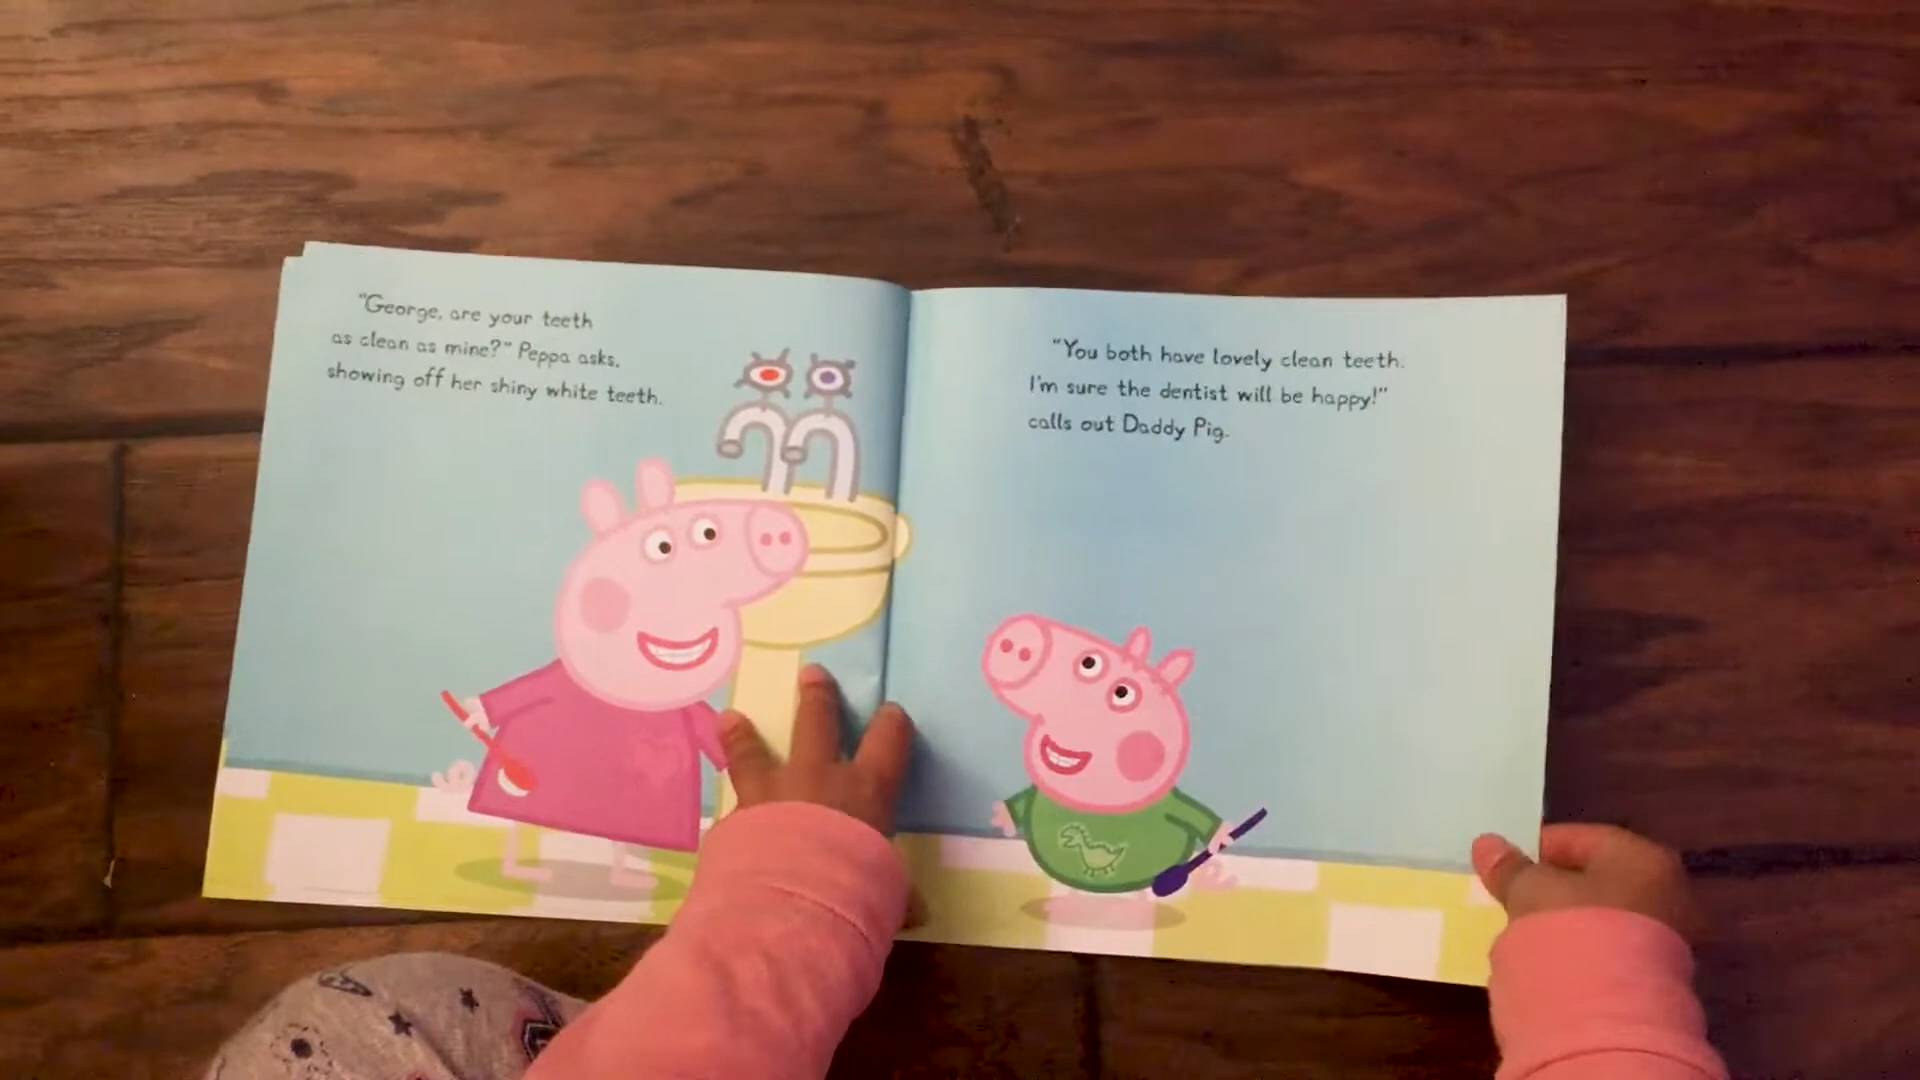 "George, are your teeth
as clean as mine?" Peppa asks,
showing off her shiny white teeth.
"You both have lovely clean teeth.
I'm sure the dentist will be happy!"
calls out Daddy Pig.